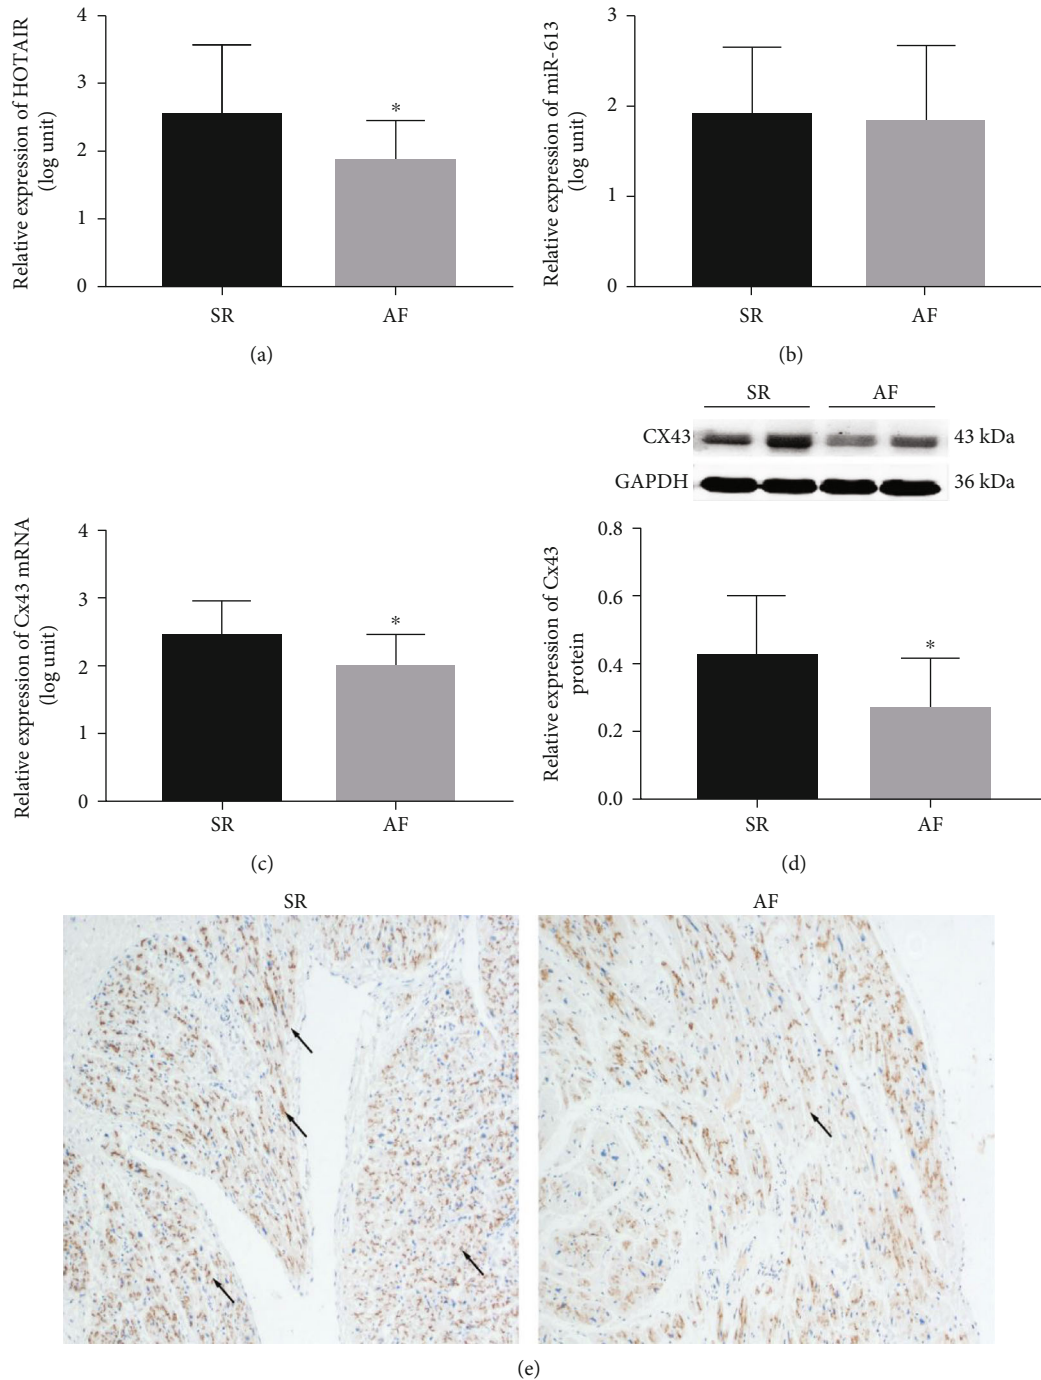 Relative expression of HOTAIR
(log unit)
4
3
2
1
0
*
SR
AF
(a)
Relative expression of miR-613
(log unit)
3
2
1
0
SR
AF
(b)
Relative expression of Cx43 mRNA
(log unit)
4
3
2
1
0
*
SR
AF
(c)
SR
AF
CX43
43 kDa
GAPDH
36 kDa
Relative expression of Cx43
protein
0.8
0.6
0.4
0.2
0.0
*
SR
AF
(d)
SR
AF
(e)